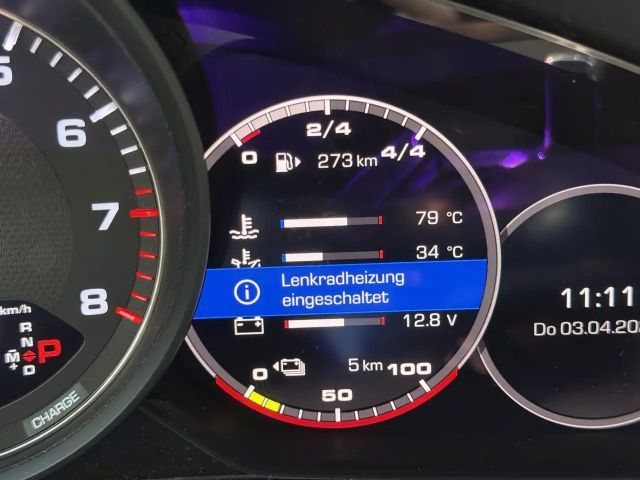 5
6
7
8
km/h
R
N
M P
+ D
CHARGE
2/4
0 4/4
273 km
79 °C
34 °C
Lenkradheizung
eingeschaltet
12.8 V
5 km
0 50 100
11:11
Do 03.04.20